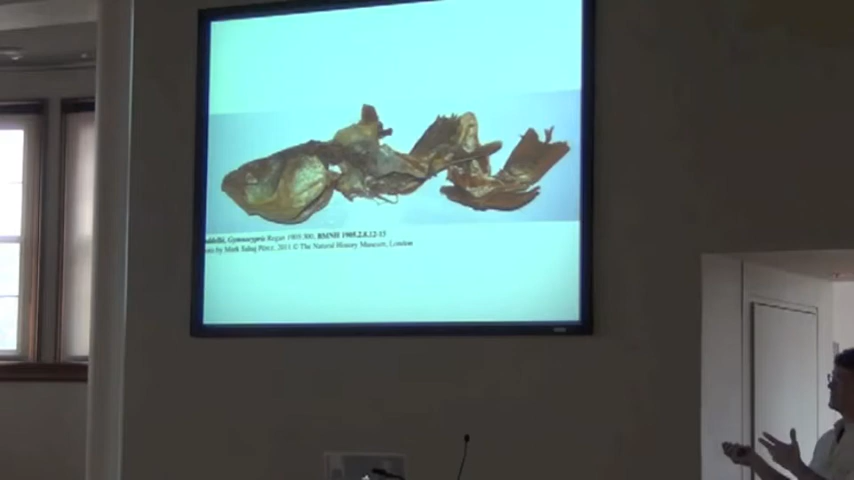 Gymnocypris Regan 1905:300, BMNH 1905.2.8.12-15
by Mark Sabaj Pérez, 2011 © The Natural History Museum, London